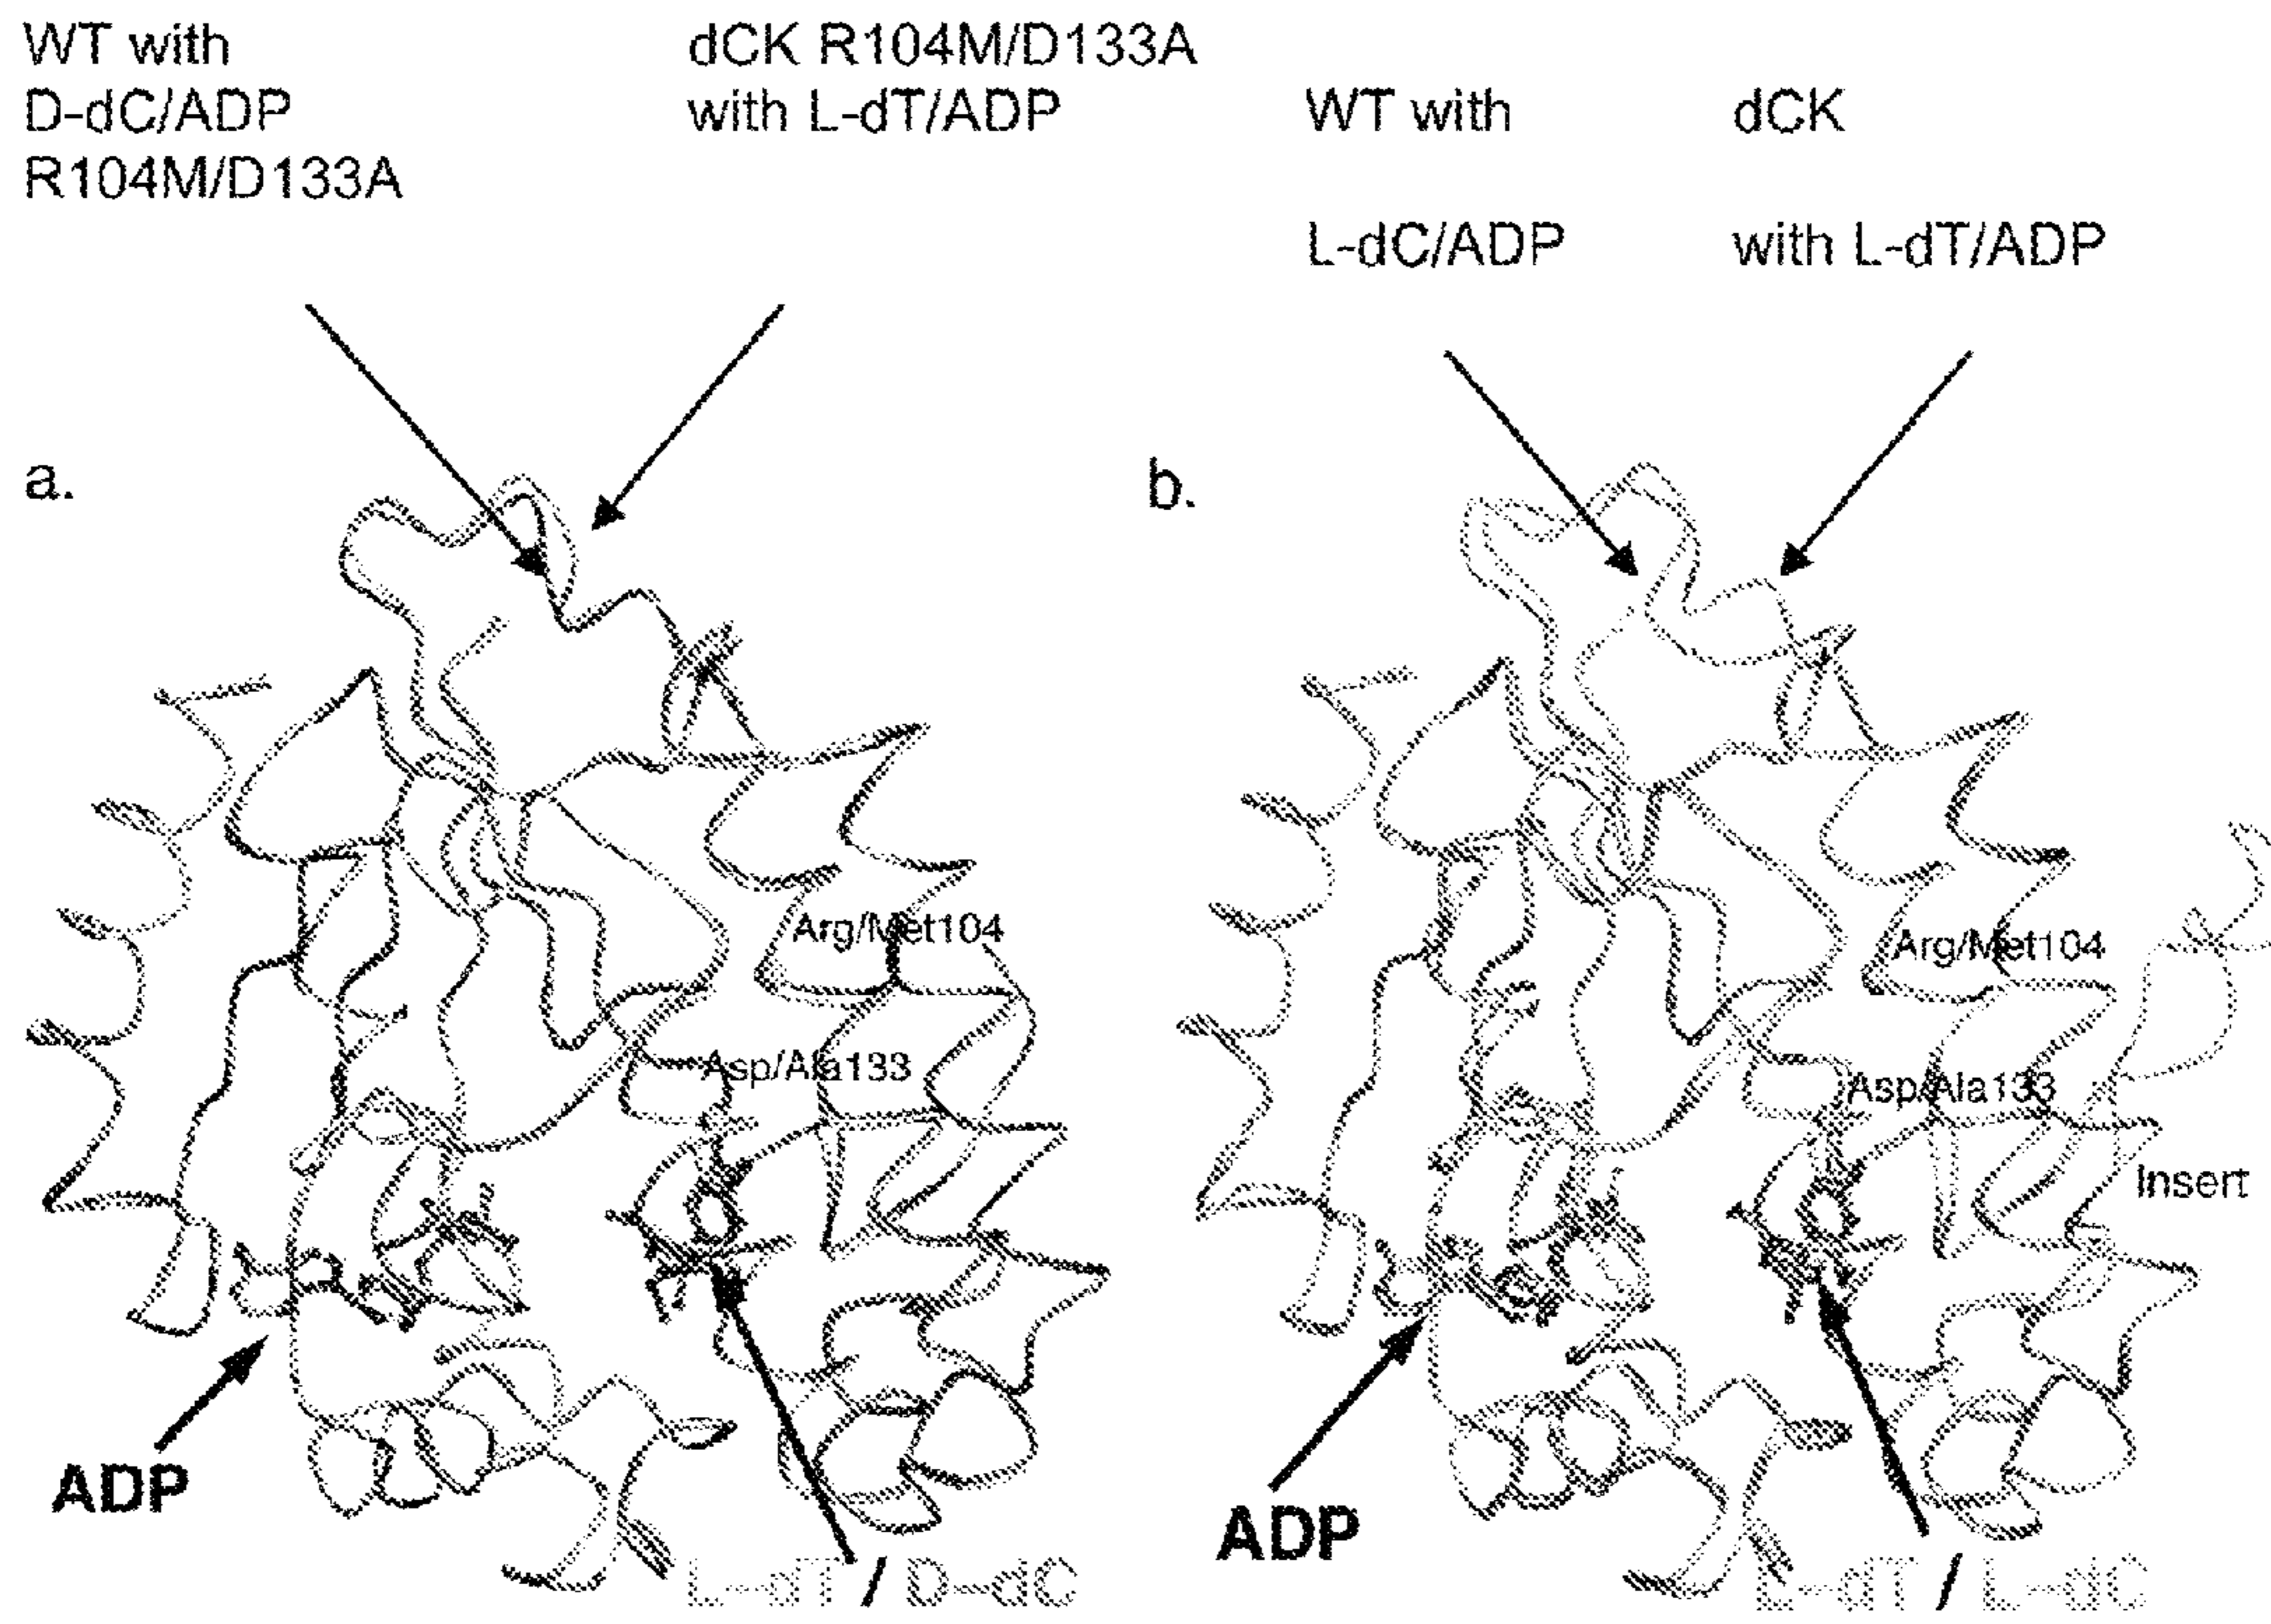 WT with
D-dC/ADP
R104M/D133A
dCK R104M/D133A
with L-dT/ADP
WT with
L-dC/ADP
dCK
with L-dT/ADP
a.
Arg/Met104
Asp/Ala133
ADP
L-dT / D-dC
b.
Arg/Met104
Asp/Ala133
Insert
ADP
L-dT / L-dC